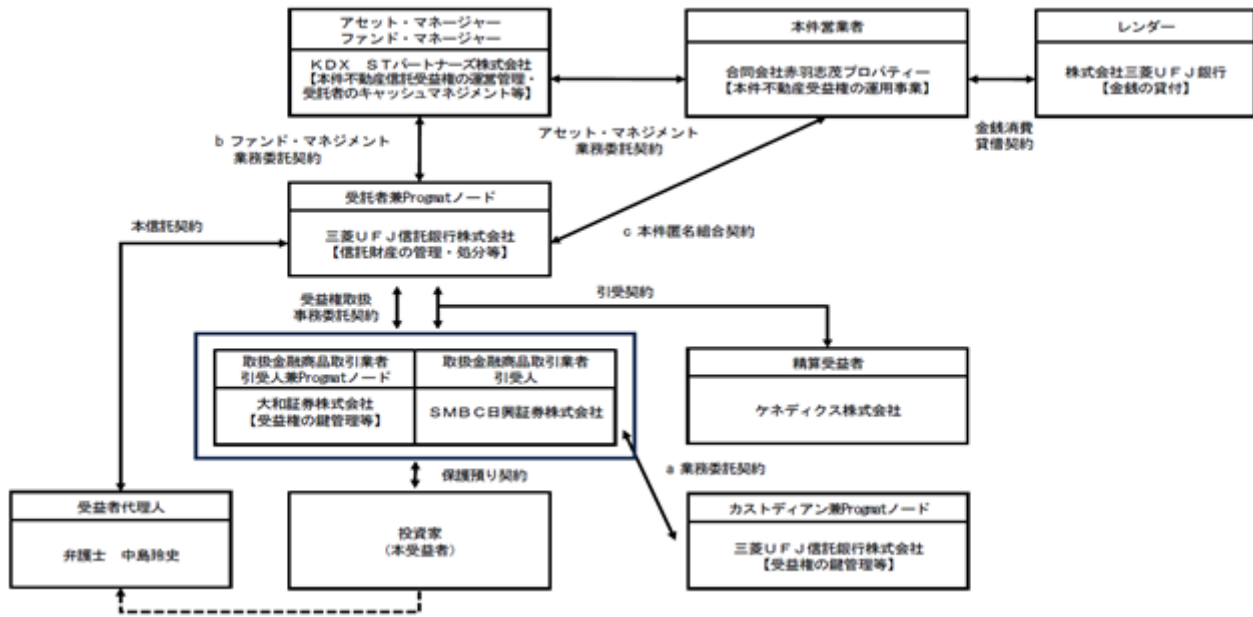 アセット・マネージャー
ファンド・マネージャー
KDX STパートナーズ株式会社
【本件不動産信託受益権の運営管理・
受託者のキャッシュマネジメント等】
本件営業者
合同会社赤羽志茂プロパティー
【本件不動産受益権の運用事業】
レンダー
株式会社三菱UFJ銀行
【金銭の貸付】
b ファンド・マネジメント
業務委託契約
アセット・マネジメント
業務委託契約
金銭消費
貸借契約
受託者兼Progmatノード
三菱UFJ信託銀行株式会社
【信託財産の管理・処分等】
本信託契約
c 本件匿名組合契約
受益権取扱
事務委託契約
引受契約
取扱金融商品取引業者
引受人兼Progmatノード
大和証券株式会社
【受益権の鍵管理等】
取扱金融商品取引業者
引受人
SMBC日興証券株式会社
精算受益者
ケネディクス株式会社
a 業務委託契約
保護預り契約
受益者代理人
弁護士 中島玲史
投資家
(本受益者)
カストディアン兼Progmatノード
三菱UFJ信託銀行株式会社
【受益権の鍵管理等】